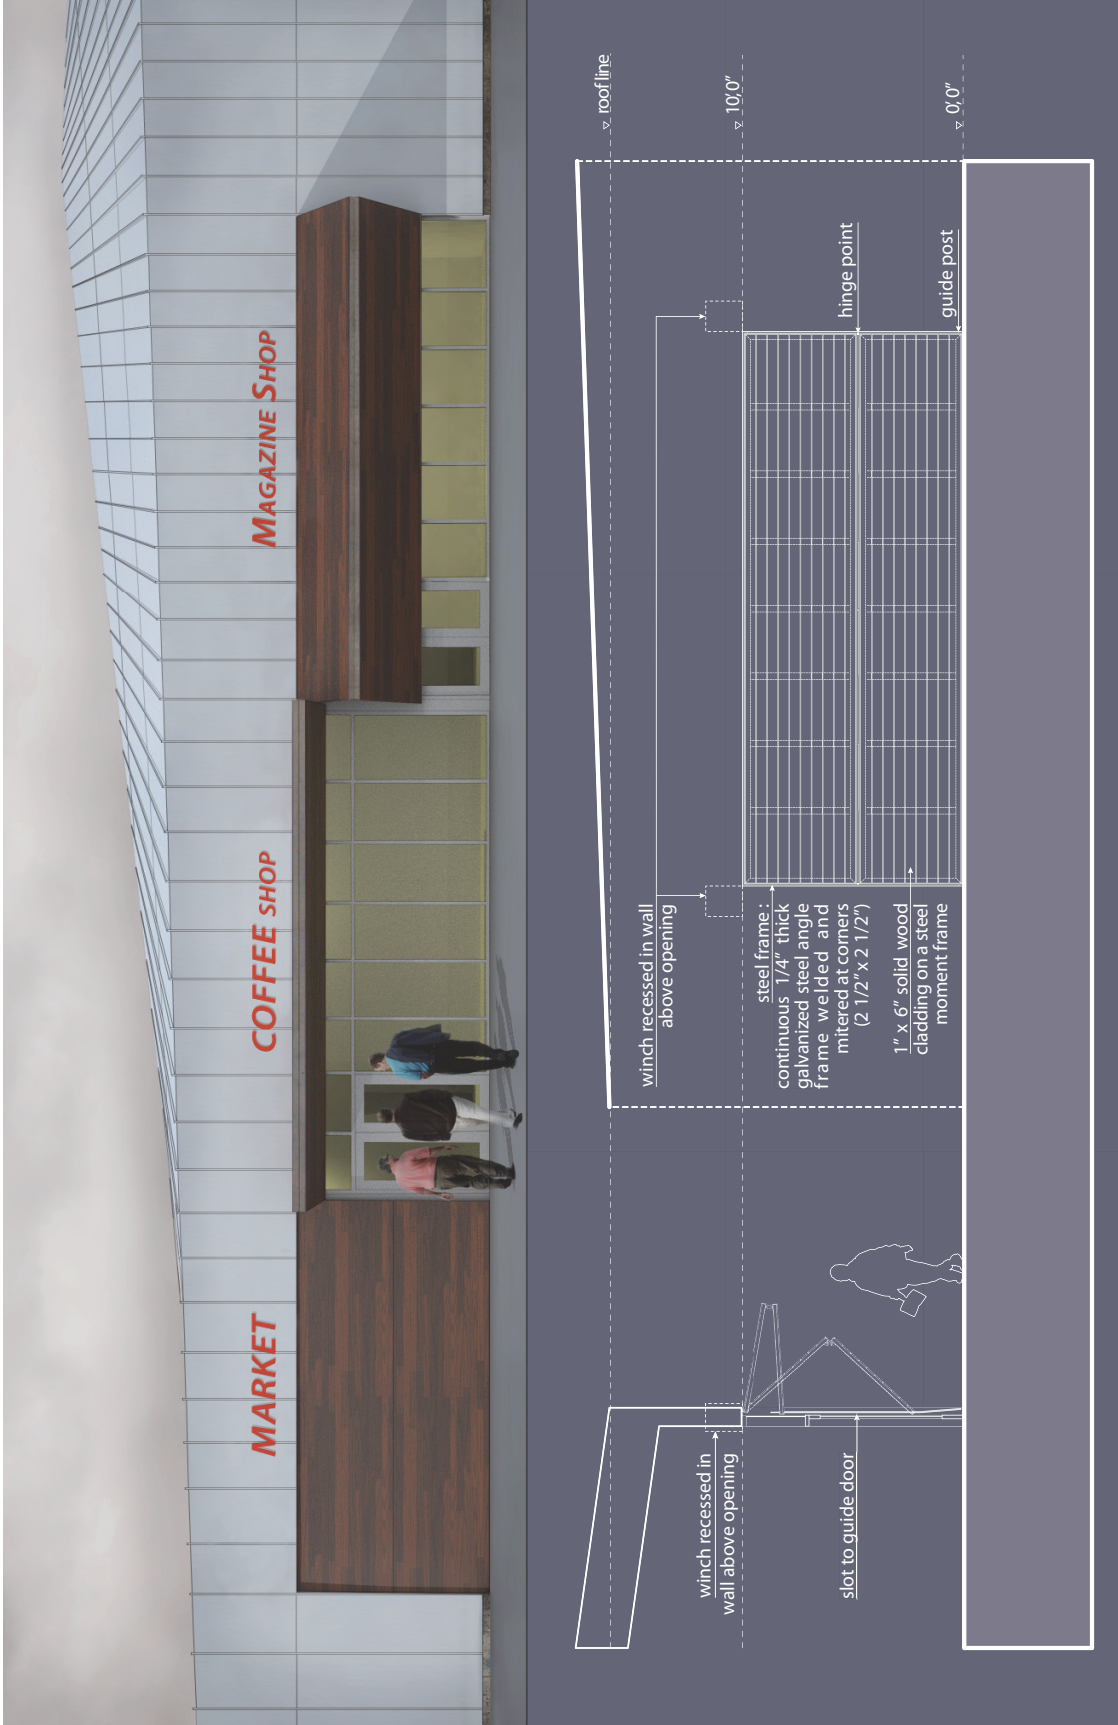 MARKET
COFFEE SHOP
MAGAZINE SHOP
roof line
10', 0"
0', 0"
winch recessed in wall
above opening
winch recessed in
wall above opening
slot to guide door
steel frame :
continuous 1/4" thick
galvanized steel angle
frame welded and
mitered at corners
(2 1/2" x 2 1/2")
1" x 6" solid wood
cladding on a steel
moment frame
hinge point
guide post